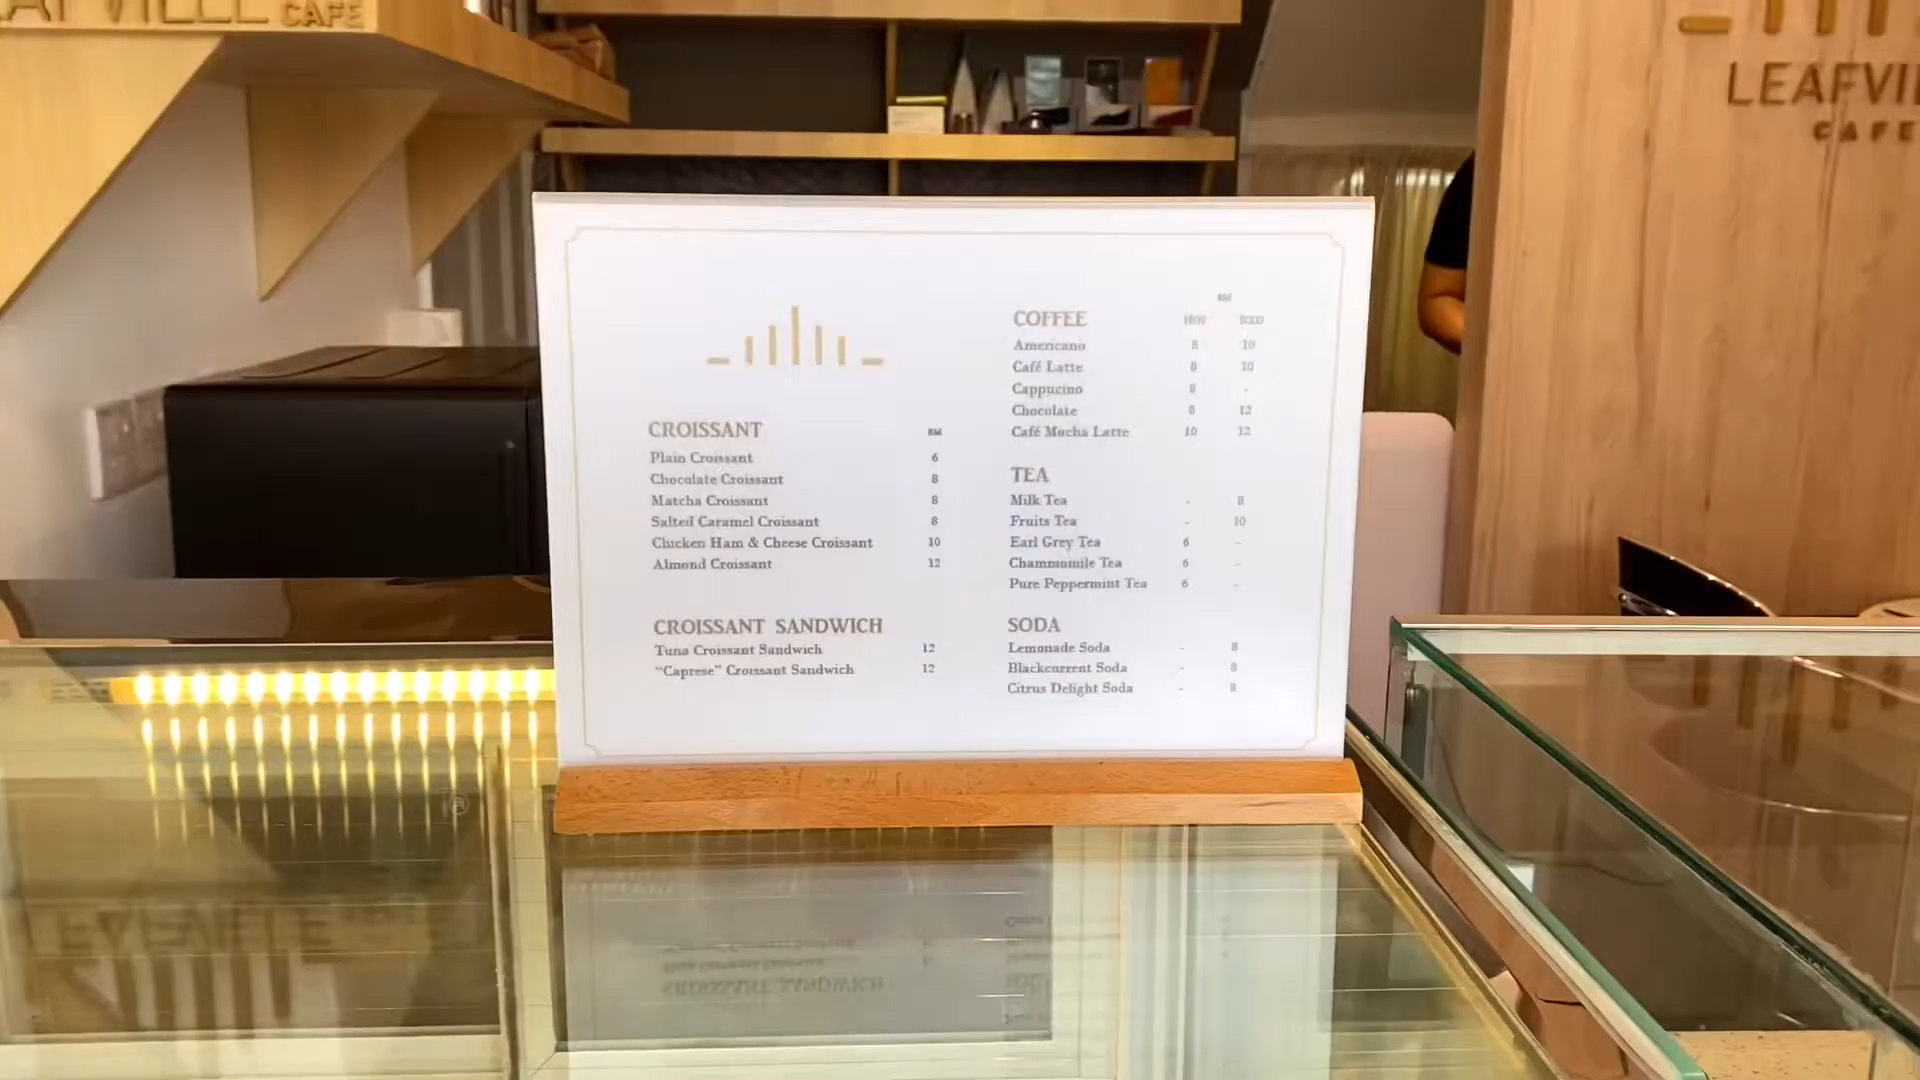 CAFE
LEAFVI
CAFE
CROISSANT RM
Plain Croissant 6
Chocolate Croissant 8
Matcha Croissant 8
Salted Caramel Croissant 8
Chicken Ham & Cheese Croissant 10
Almond Croissant 12
CROISSANT SANDWICH
Tuna Croissant Sandwich 12
"Caprese" Croissant Sandwich 12
RM
COFFEE HOT ICED
Americano 8 10
Café Latte 8 10
Cappucino 8 -
Chocolate 8 12
Café Mocha Latte 10 12
TEA
Milk Tea - 8
Fruits Tea - 10
Earl Grey Tea 6 -
Chammomile Tea 6 -
Pure Peppermint Tea 6 -
SODA
Lemonade Soda - 8
Blackcurrent Soda - 8
Citrus Delight Soda - 8